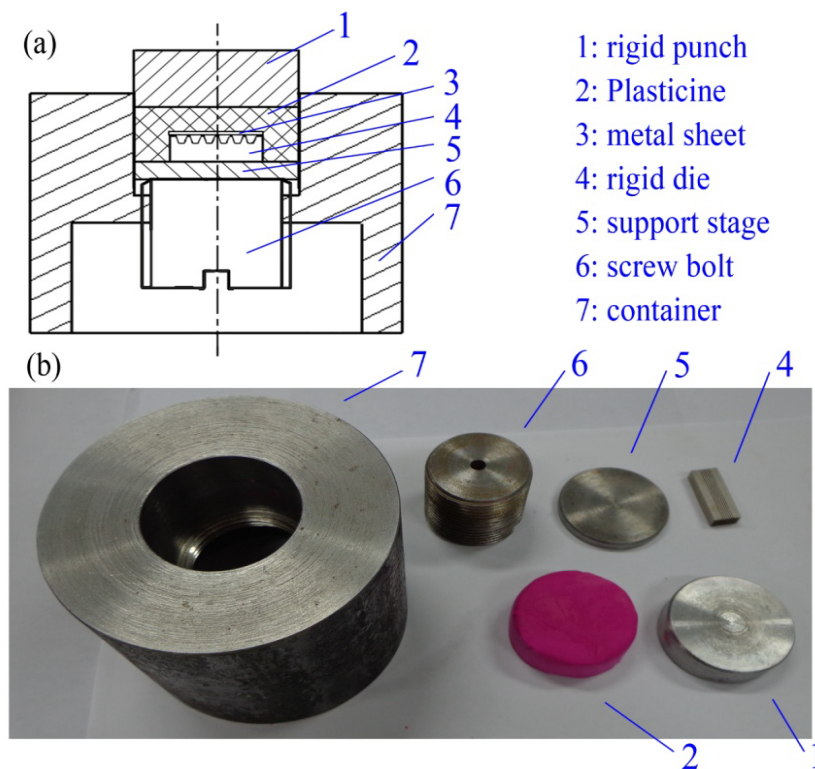 (a)
1
2
3
4
5
6
7
1: rigid punch
2: Plasticine
3: metal sheet
4: rigid die
5: support stage
6: screw bolt
7: container
(b)
7
6
5
4
2
1